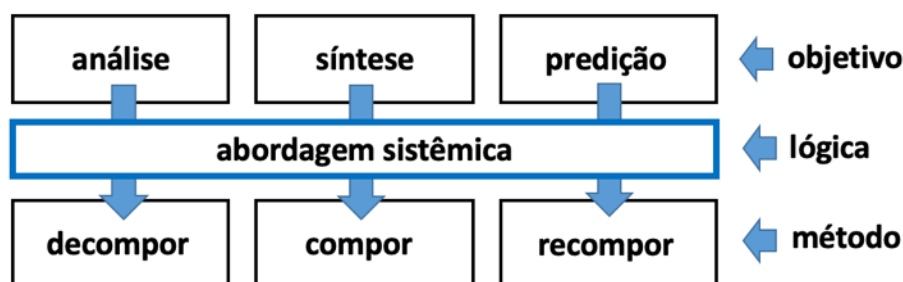 análise síntese predição objetivo
abordagem sistêmica lógica
decompor compor recompor método